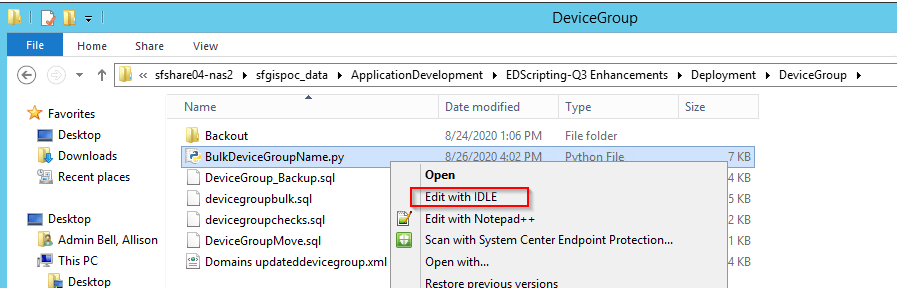 DeviceGroup
File Home Share View
sfshare04-nas2 sfgispoc_data ApplicationDevelopment EDScripting-Q3 Enhancements Deployment DeviceGroup
Favorites
Desktop
Downloads
Recent places
Desktop
Admin Bell, Allison
This PC
Desktop
Name Date modified Type Size
Backout 8/24/2020 1:06 PM File folder
BulkDeviceGroupName.py 8/26/2020 4:02 PM Python File 7 KB
DeviceGroup_Backup.sql 4 KB
devicegroupbulk.sql 5 KB
devicegroupchecks.sql 2 KB
DeviceGroupMove.sql 9 KB
Domains updateddevicegroup.xml 4 KB
Open
Edit with IDLE
Edit with Notepad++
Scan with System Center Endpoint Protection...
Open with...
Restore previous versions